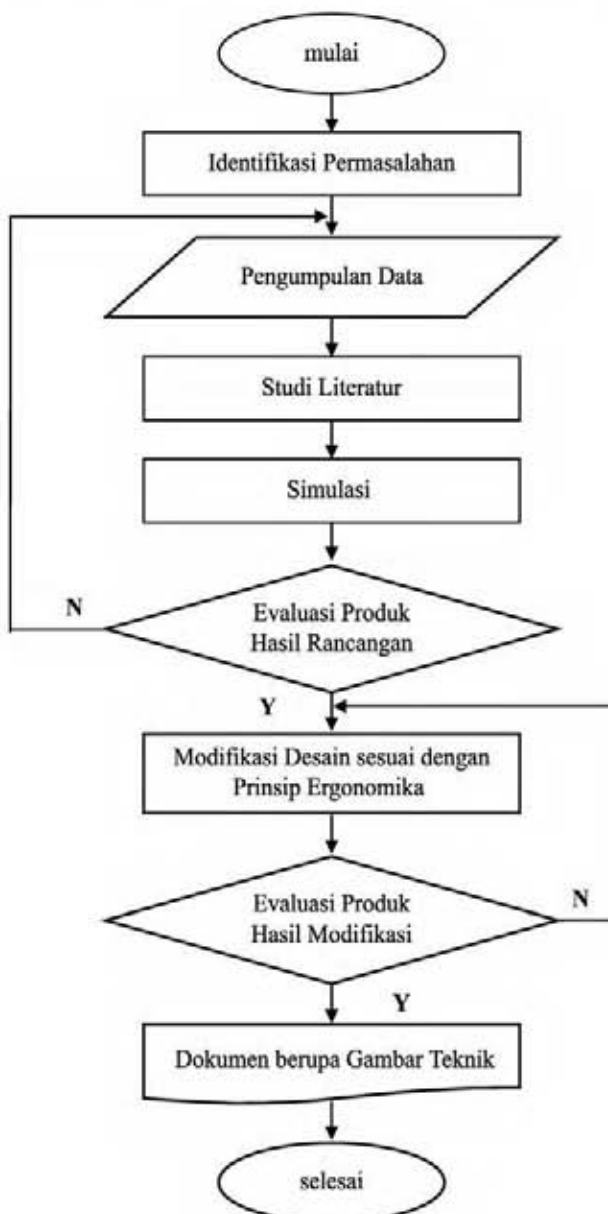 mulai
Identifikasi Permasalahan
Pengumpulan Data
Studi Literatur
Simulasi
N
Evaluasi Produk
Hasil Rancangan
Y
Modifikasi Desain sesuai dengan
Prinsip Ergonomika
Evaluasi Produk
Hasil Modifikasi
N
Y
Dokumen berupa Gambar Teknik
selesai